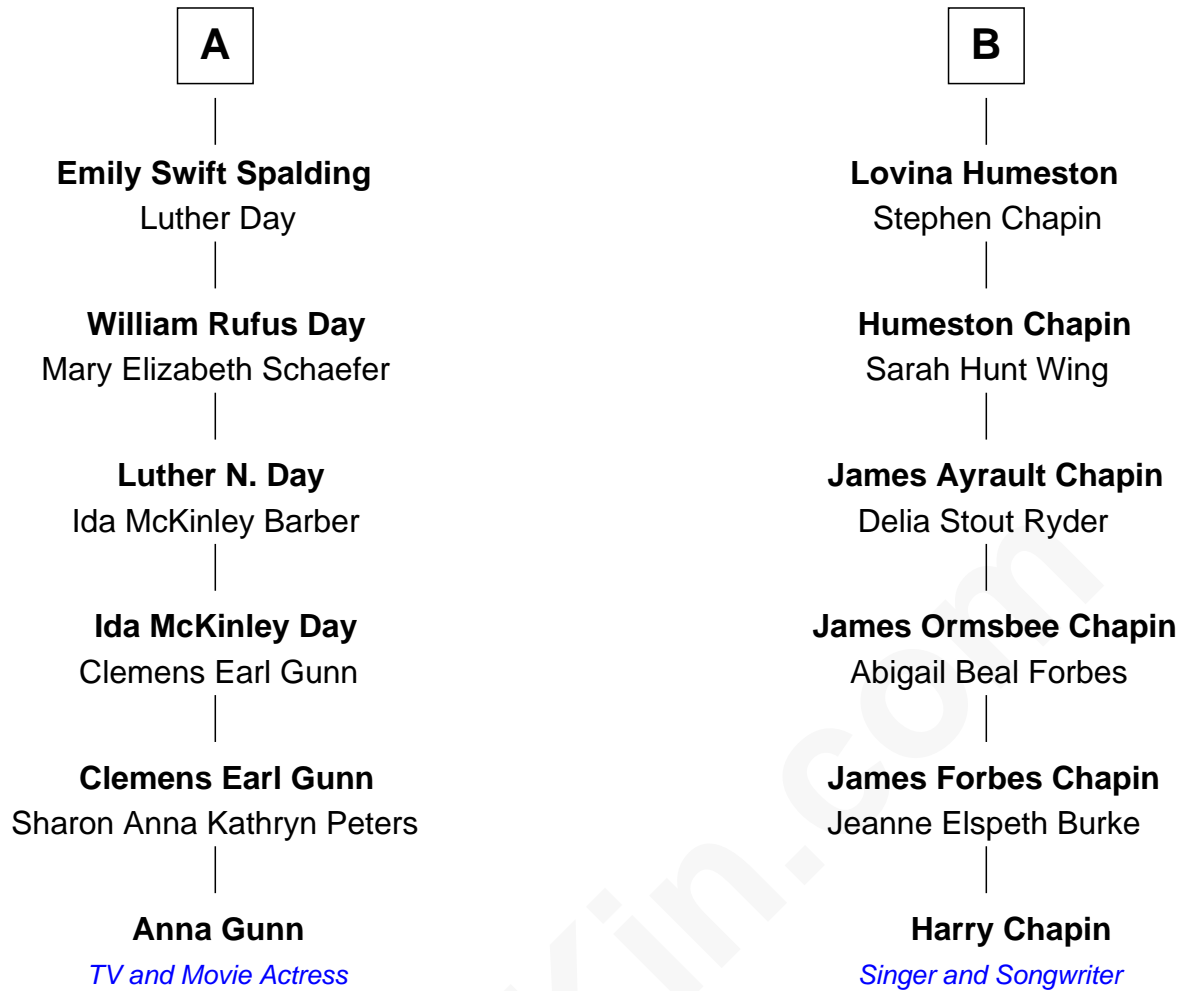 A
Emily Swift Spalding
Luther Day
William Rufus Day
Mary Elizabeth Schaefer
Luther N. Day
Ida McKinley Barber
Ida McKinley Day
Clemens Earl Gunn
Clemens Earl Gunn
Sharon Anna Kathryn Peters
Anna Gunn
TV and Movie Actress
B
Lovina Humeston
Stephen Chapin
Humeston Chapin
Sarah Hunt Wing
James Ayrault Chapin
Delia Stout Ryder
James Ormsbee Chapin
Abigail Beal Forbes
James Forbes Chapin
Jeanne Elspeth Burke
Harry Chapin
Singer and Songwriter